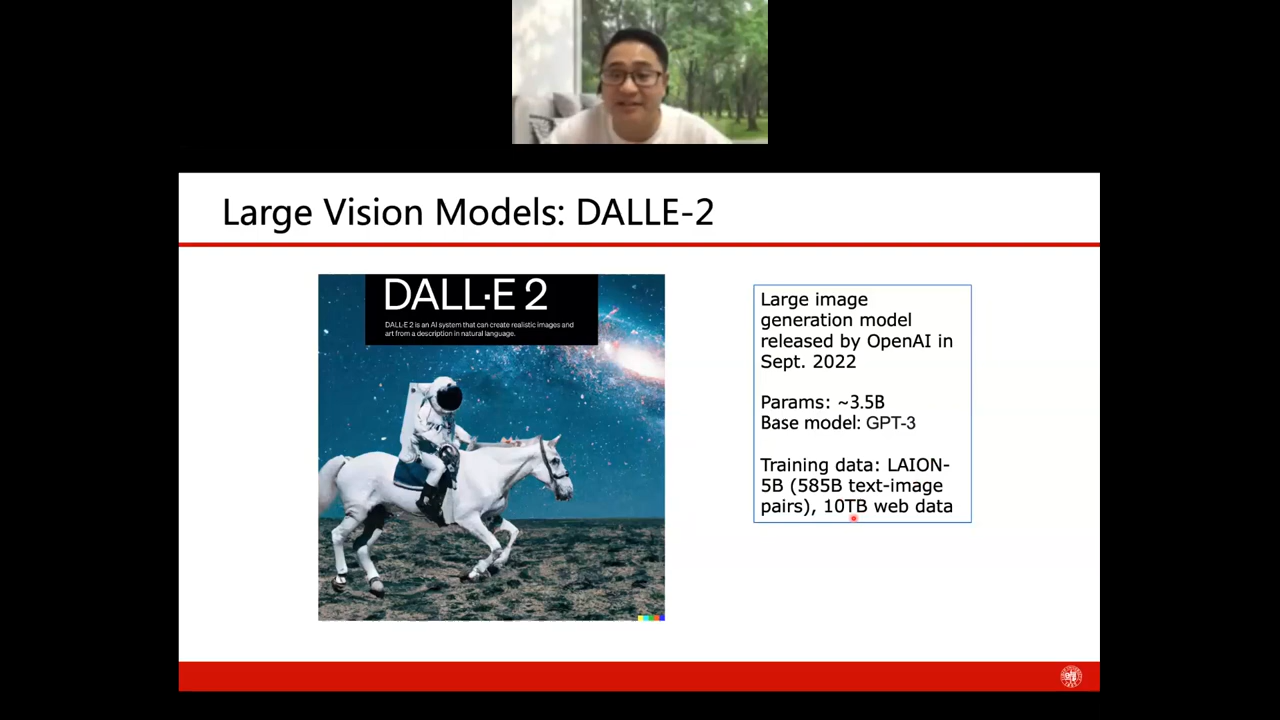 Large Vision Models: DALLE-2
DALL·E 2
DALL·E 2 is an AI system that can create realistic images and
art from a description in natural language.
Large image
generation model
released by OpenAI in
Sept. 2022
Params: ~3.5B
Base model: GPT-3
Training data: LAION-
5B (585B text-image
pairs), 10TB web data